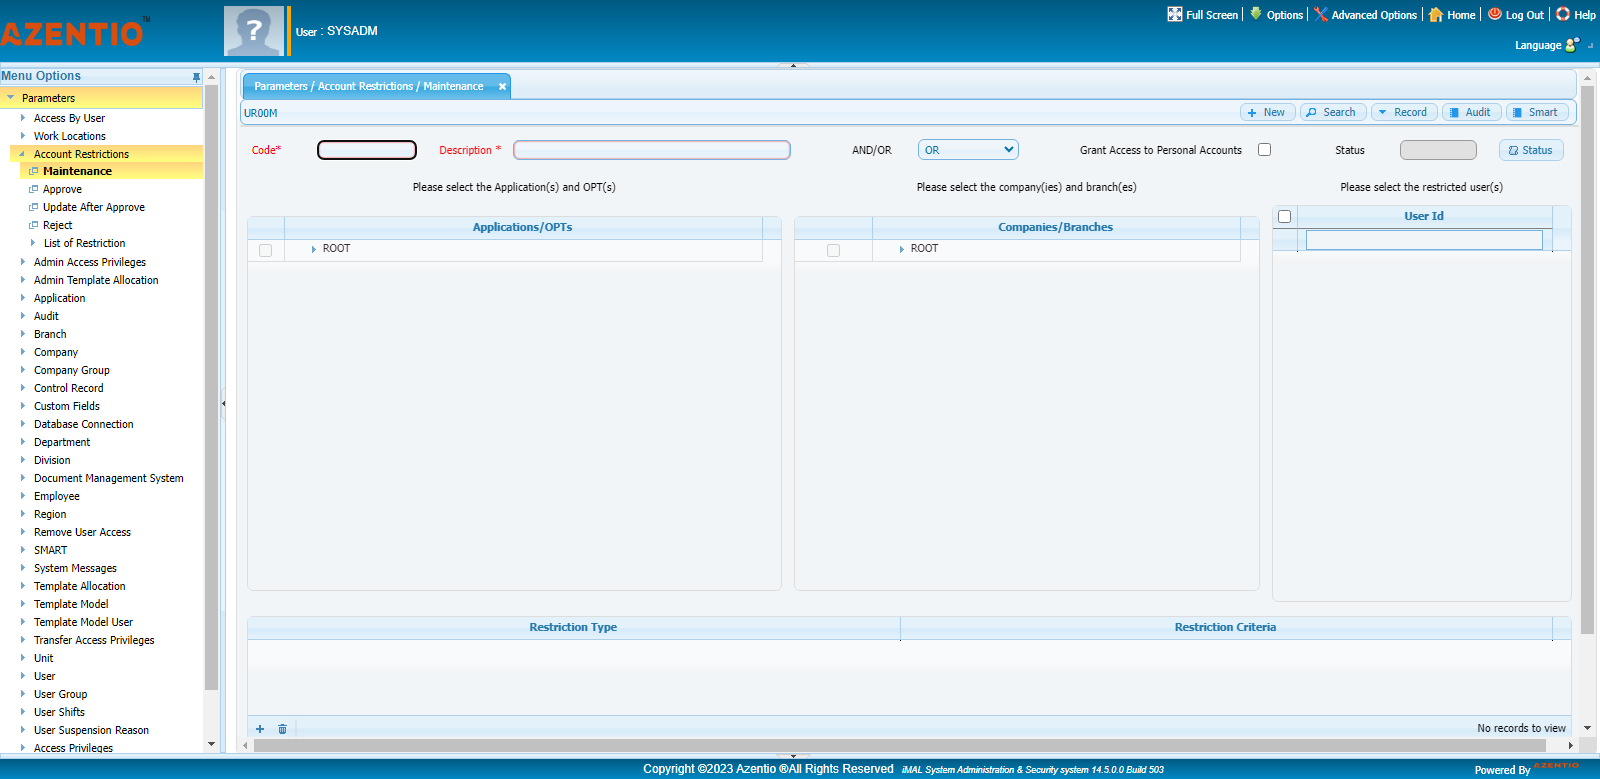 AZENTIO™
?
User : SYSADM
Full Screen
Options
Advanced Options
Home
Log Out
Help
Language
Menu Options
Parameters
Access By User
Work Locations
Account Restrictions
Maintenance
Approve
Update After Approve
Reject
List of Restriction
Admin Access Privileges
Admin Template Allocation
Application
Audit
Branch
Company
Company Group
Control Record
Custom Fields
Database Connection
Department
Division
Document Management System
Employee
Region
Remove User Access
SMART
System Messages
Template Allocation
Template Model
Template Model User
Transfer Access Privileges
Unit
User
User Group
User Shifts
User Suspension Reason
Access Privileges
Parameters / Account Restrictions / Maintenance
UR00M
New
Search
Record
Audit
Smart
Code*
Description *
AND/OR
OR
Grant Access to Personal Accounts
Status
Status
Please select the Application(s) and OPT(s)
Please select the company(ies) and branch(es)
Please select the restricted user(s)
Applications/OPTs
ROOT
Companies/Branches
ROOT
User Id
Restriction Type
Restriction Criteria
No records to view
Copyright ©2023 Azentio ®All Rights Reserved iMAL System Administration & Security system 14.5.0.0 Build 503
Powered By AZENTIO